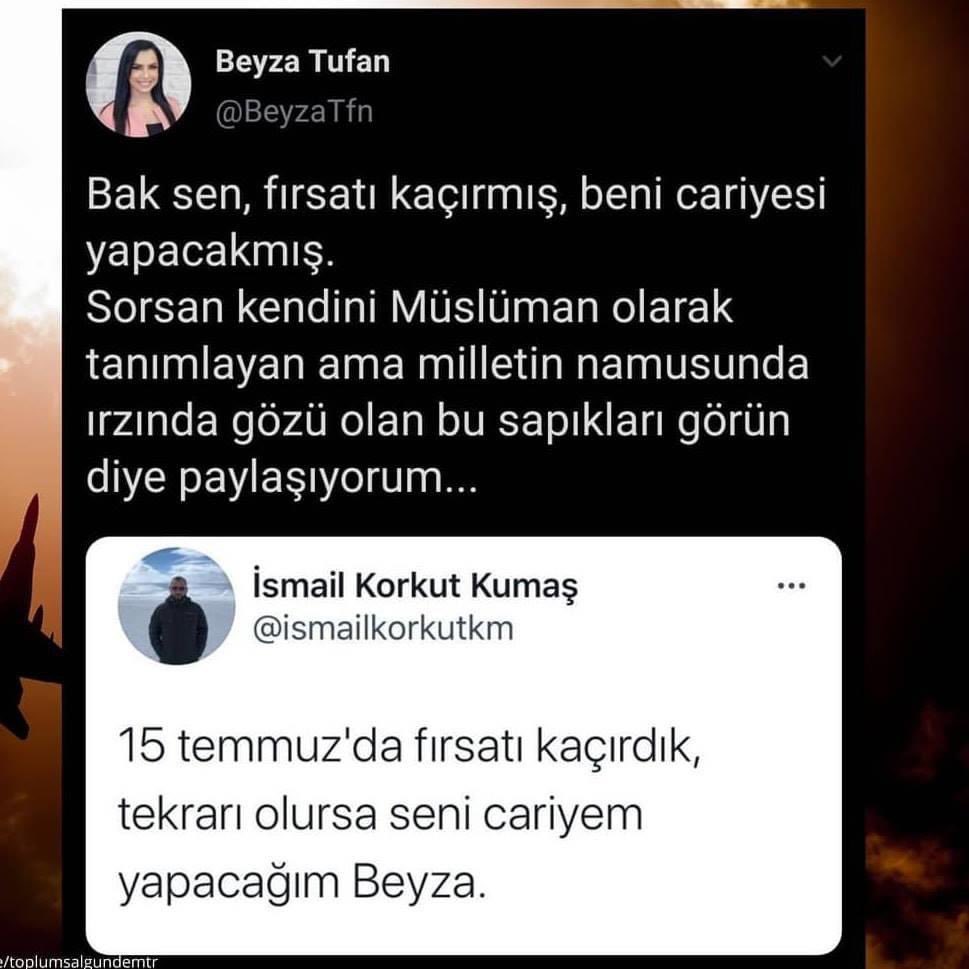 Beyza Tufan
@BeyzaTfn
Bak sen, fırsatı kaçırmış, beni cariyesi
yapacakmış.
Sorsan kendini Müslüman olarak
tanımlayan ama milletin namusunda
ırzında gözü olan bu sapıkları görün
diye paylaşıyorum...
İsmail Korkut Kumaş
@ismailkorkutkm
15 temmuz'da fırsatı kaçırdık,
tekrarı olursa seni cariyem
yapacağım Beyza.
/toplumsalgundemtr